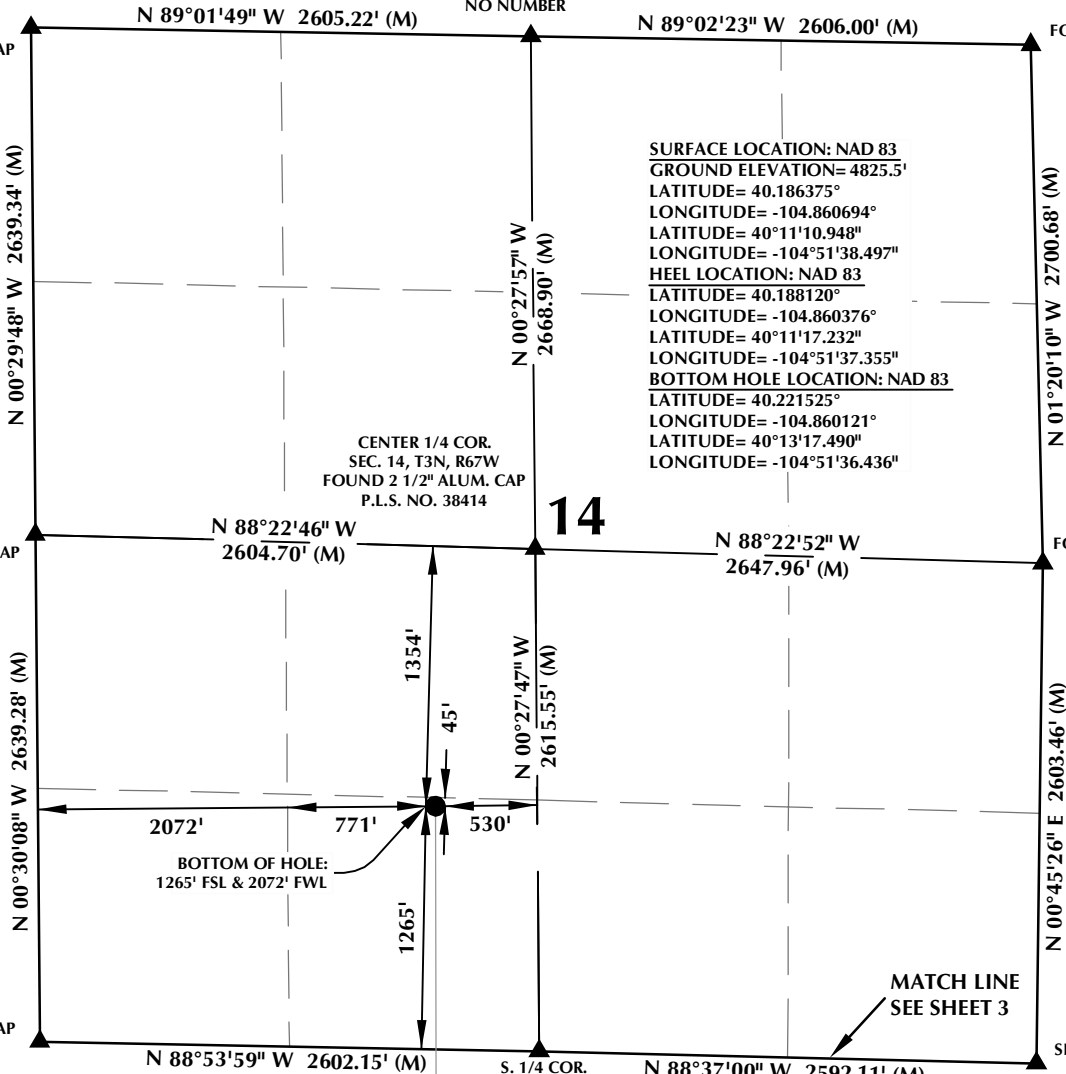 NO NUMBER
N 89°01'49" W 2605.22' (M)
N 89°02'23" W 2606.00' (M)
AP
N 00°29'48" W 2639.34' (M)
N 00°27'57" W
2668.90' (M)
SURFACE LOCATION: NAD 83
GROUND ELEVATION= 4825.5'
LATITUDE= 40.186375°
LONGITUDE= -104.860694°
LATITUDE= 40°11'10.948"
LONGITUDE= -104°51'38.497"
HEEL LOCATION: NAD 83
LATITUDE= 40.188120°
LONGITUDE= -104.860376°
LATITUDE= 40°11'17.232"
LONGITUDE= -104°51'37.355"
BOTTOM HOLE LOCATION: NAD 83
LATITUDE= 40.221525°
LONGITUDE= -104.860121°
LATITUDE= 40°13'17.490"
LONGITUDE= -104°51'36.436"
N 01°20'10" W 2700.68' (M)
CENTER 1/4 COR.
SEC. 14, T3N, R67W
FOUND 2 1/2" ALUM. CAP
P.L.S. NO. 38414
14
AP
N 88°22'46" W
2604.70' (M)
N 88°22'52" W
2647.96' (M)
N 00°30'08" W 2639.28' (M)
1354'
45'
N 00°27'47" W
2615.55' (M)
N 00°45'26" E 2603.46' (M)
2072'
771'
530'
BOTTOM OF HOLE:
1265' FSL & 2072' FWL
1265'
MATCH LINE
SEE SHEET 3
AP
N 88°53'59" W 2602.15' (M)
S. 1/4 COR.
N 88°37'00" W 2592.11' (M)